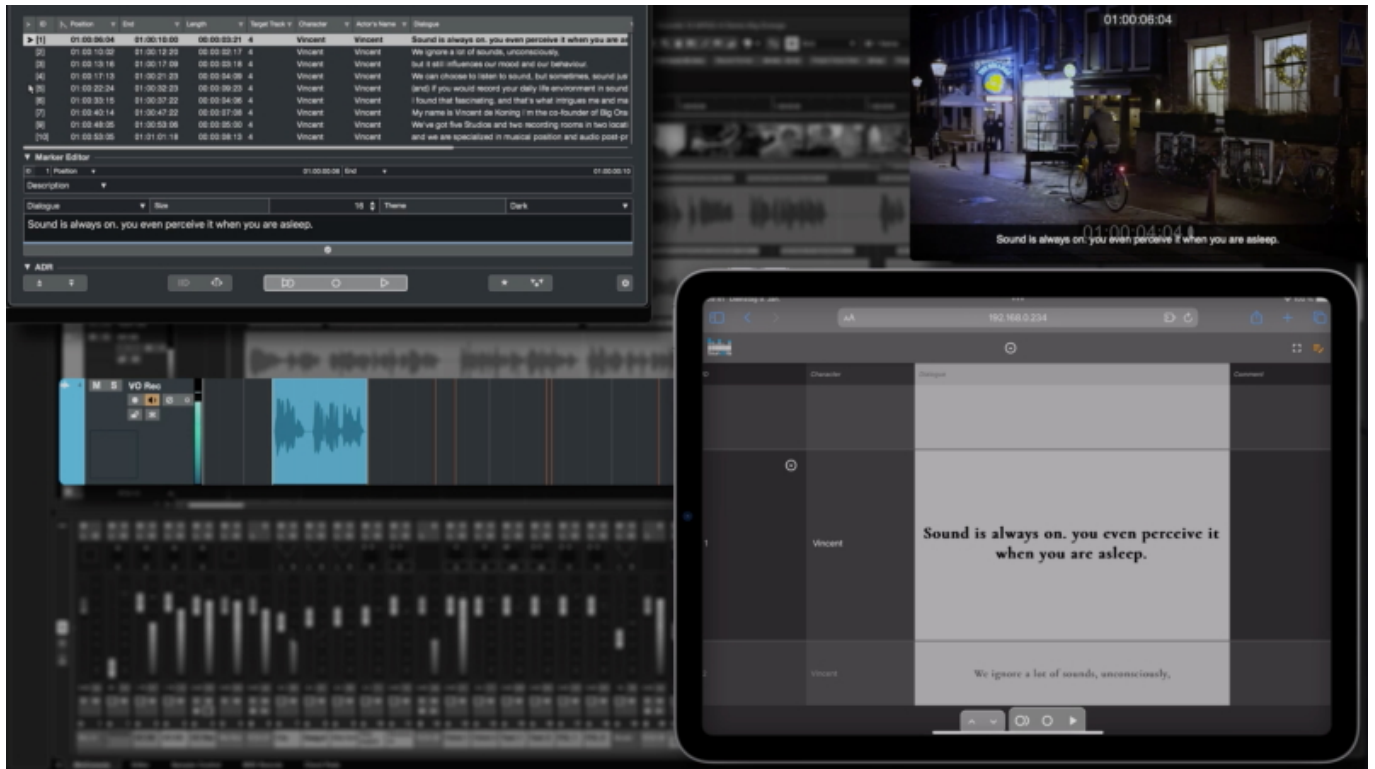 ID Position End Length Target Track Character Actor's Name Dialogue
[1] 01:00:06:04 01:00:10:00 00:00:03:21 4 Vincent Vincent Sound is always on. you even perceive it when you are as
[2] 01:00:10:02 01:00:12:20 00:00:02:17 4 Vincent Vincent We ignore a lot of sounds, unconsciously,
[3] 01:00:13:16 01:00:17:09 00:00:03:18 4 Vincent Vincent but it still influences our mood and our behaviour.
[4] 01:00:17:13 01:00:21:23 00:00:04:09 4 Vincent Vincent We can choose to listen to sound, but sometimes, sound jus
[5] 01:00:22:24 01:00:32:23 00:00:09:23 4 Vincent Vincent (and) if you would record your daily life environment in sound
[6] 01:00:33:15 01:00:37:22 00:00:04:06 4 Vincent Vincent I found that fascinating, and that's what intrigues me and ma
[7] 01:00:40:14 01:00:47:22 00:00:07:08 4 Vincent Vincent My name is Vincent de Koning I'm the co-founder of Big Ora
01:00:48:05 01:00:53:06 00:00:05:00 4 Vincent Vincent We've got five Studios and two recording rooms in two locati
[10] 01:00:53:05 01:01:01:18 00:00:08:13 4 Vincent Vincent and we are specialized in musical position and audio post-pr
Marker Editor
ID 1 Position End
Description
Dialogue Size 18 Theme Dark
Sound is always on. you even perceive it when you are asleep.
ADR
01:00:06:04
01:00:04:04
Sound is always on. you even perceive it when you are asleep.
M S VO Rec
AA 192.168.0.234
ID Character Dialogue Comment
1 Vincent Sound is always on. you even perceive it
when you are asleep.
2 Vincent We ignore a lot of sounds, unconsciously,